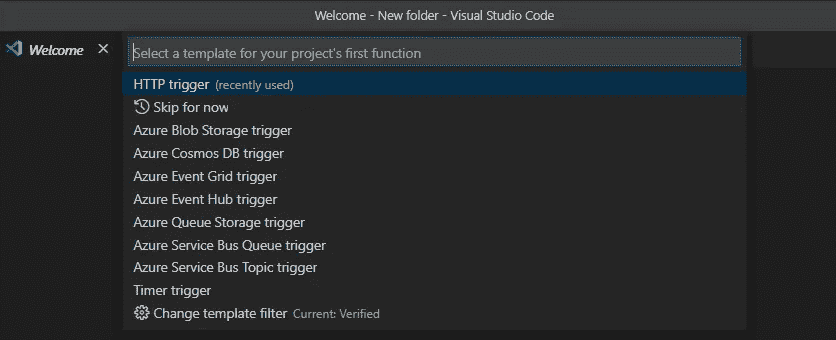 Welcome - New folder - Visual Studio Code
Welcome
Select a template for your project's first function
HTTP trigger (recently used)
Skip for now
Azure Blob Storage trigger
Azure Cosmos DB trigger
Azure Event Grid trigger
Azure Event Hub trigger
Azure Queue Storage trigger
Azure Service Bus Queue trigger
Azure Service Bus Topic trigger
Timer trigger
Change template filter Current: Verified